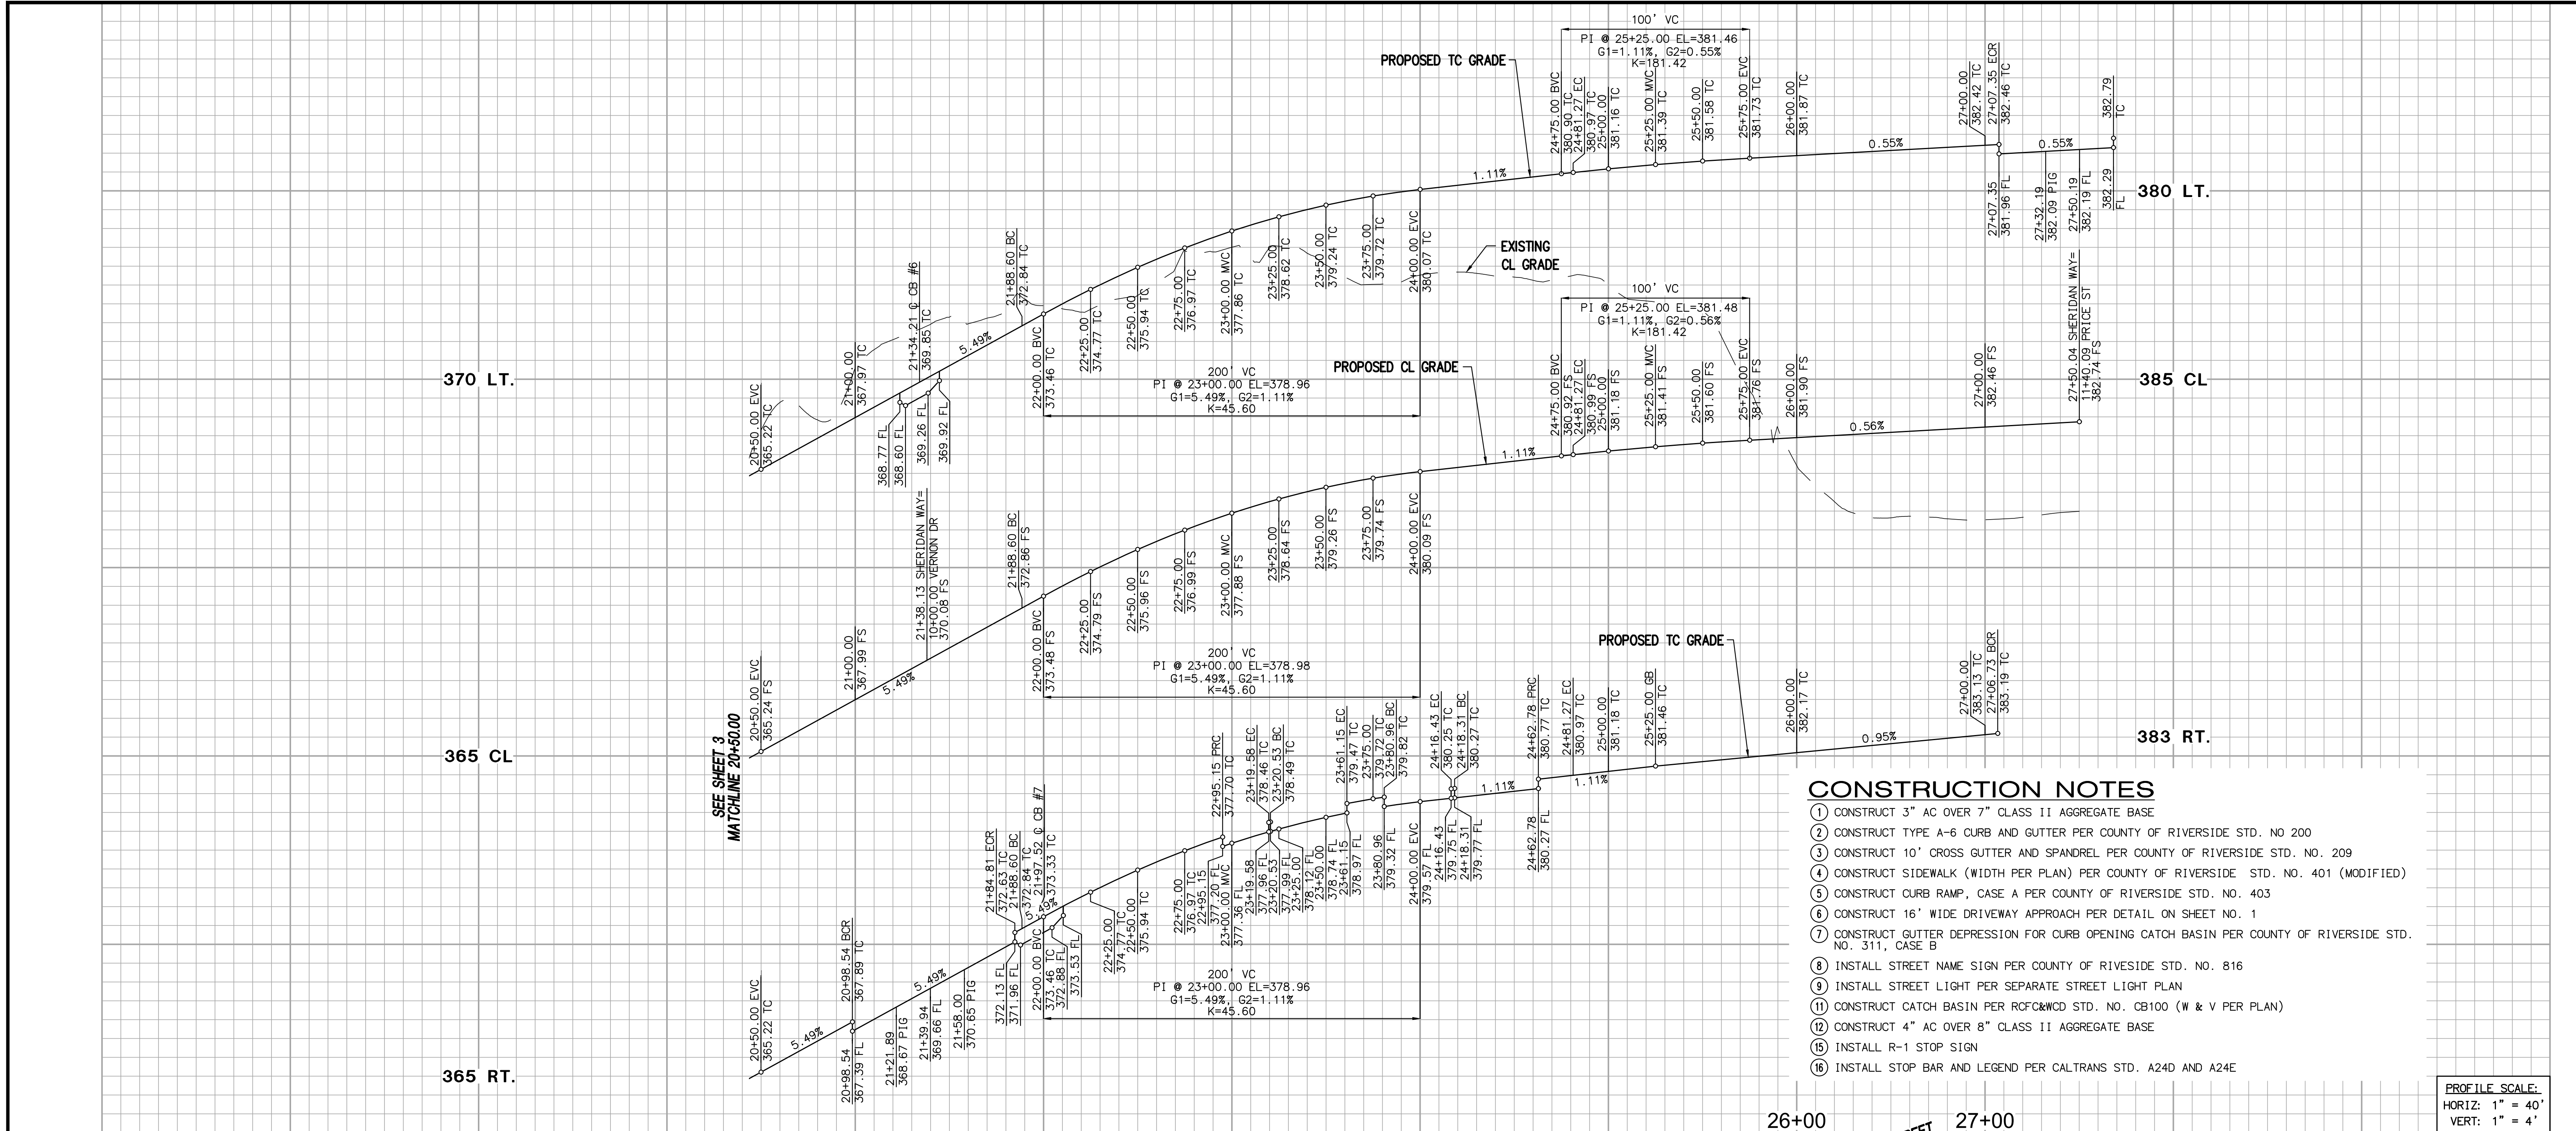 100' VC
PI @ 25+25.00 EL=381.46
G1=1.11%, G2=0.55%
K=181.42
PROPOSED TC GRADE
24+75.00 BVC
380.90 TC
24+81.27 EC
380.97 TC
25+00.00
381.16 TC
25+25.00 MVC
381.39 TC
25+50.00
381.58 TC
25+75.00 EVC
381.73 TC
26+00.00
381.87 TC
0.55%
27+00.00
382.42 TC
27+07.35 ECR
382.46 TC
0.55%
382.79
TC
1.11%
380 LT.
27+07.35
381.96 FL
27+32.19
382.09 PIG
27+50.19
382.19 FL
382.29
FL
EXISTING
CL GRADE
370 LT.
20+50.00 EVC
365.22 TC
21+00.00
367.97 TC
21+34.21 ℄ CB #6
369.85 TC
5.49%
368.77 FL
368.60 FL
369.26 FL
369.92 FL
21+88.60 BC
372.84 TC
22+00.00 BVC
373.46 TC
22+25.00
374.77 TC
22+50.00
375.94 TC
22+75.00
376.97 TC
23+00.00 MVC
377.86 TC
23+25.00
378.62 TC
23+50.00
379.24 TC
23+75.00
379.72 TC
24+00.00 EVC
380.07 TC
200' VC
PI @ 23+00.00 EL=378.96
G1=5.49%, G2=1.11%
K=45.60
100' VC
PI @ 25+25.00 EL=381.48
G1=1.11%, G2=0.56%
K=181.42
PROPOSED CL GRADE
24+75.00 BVC
380.92 FS
24+81.27 EC
380.99 FS
25+00.00
381.18 FS
25+25.00 MVC
381.41 FS
25+50.00
381.60 FS
25+75.00 EVC
381.76 FS
26+00.00
381.90 FS
0.56%
27+00.00
382.46 FS
27+50.04 SHERIDAN WAY=
11+40.09 PRICE ST
382.74 FS
385 CL
1.11%
365 CL
SEE SHEET 3
MATCHLINE 20+50.00
20+50.00 EVC
365.24 FS
21+00.00
367.99 FS
5.49%
21+38.13 SHERIDAN WAY=
10+00.00 VERNON DR
370.08 FS
21+88.60 BC
372.86 FS
22+00.00 BVC
373.48 FS
22+25.00
374.79 FS
22+50.00
375.96 FS
22+75.00
376.99 FS
23+00.00 MVC
377.88 FS
23+25.00
378.64 FS
23+50.00
379.26 FS
23+75.00
379.74 FS
24+00.00 EVC
380.09 FS
200' VC
PI @ 23+00.00 EL=378.98
G1=5.49%, G2=1.11%
K=45.60
PROPOSED TC GRADE
383 RT.
365 RT.
20+50.00 EVC
365.22 TC
5.49%
20+98.54 BCR
367.89 TC
20+98.54
367.39 FL
21+21.89
368.67 PIG
21+39.94
369.66 FL
5.49%
21+58.00
370.65 PIG
21+84.81 ECR
372.63 TC
21+88.60 BC
372.84 TC
21+97.52 ℄ CB #7
373.33 TC
5.49%
372.13 FL
371.96 FL
22+00.00 BVC
373.46 TC
372.88 FL
373.53 FL
22+25.00
374.77 TC
22+50.00
375.94 TC
22+75.00
376.97 TC
22+95.15 PRC
377.70 TC
22+95.15
377.20 FL
23+00.00 MVC
377.36 FL
23+19.58 EC
378.46 TC
23+20.53 BC
378.49 TC
23+19.58
377.96 FL
23+20.53
377.99 FL
23+25.00
378.12 FL
23+50.00
378.74 FL
23+61.15 EC
379.47 TC
23+75.00
379.72 TC
23+80.96 BC
379.82 TC
23+61.15
378.97 FL
23+80.96
379.32 FL
24+00.00 EVC
379.57 FL
24+16.43 EC
380.25 TC
24+18.31 BC
380.27 TC
24+16.43
379.75 FL
24+18.31
379.77 FL
1.11%
24+62.78 PRC
380.77 TC
24+62.78
380.27 FL
24+81.27 EC
380.97 TC
25+00.00
381.18 TC
1.11%
25+25.00 GB
381.46 TC
26+00.00
382.17 TC
0.95%
27+00.00
383.13 TC
27+06.73 BCR
383.19 TC
200' VC
PI @ 23+00.00 EL=378.96
G1=5.49%, G2=1.11%
K=45.60
CONSTRUCTION NOTES
1 CONSTRUCT 3" AC OVER 7" CLASS II AGGREGATE BASE
2 CONSTRUCT TYPE A-6 CURB AND GUTTER PER COUNTY OF RIVERSIDE STD. NO 200
3 CONSTRUCT 10' CROSS GUTTER AND SPANDREL PER COUNTY OF RIVERSIDE STD. NO. 209
4 CONSTRUCT SIDEWALK (WIDTH PER PLAN) PER COUNTY OF RIVERSIDE STD. NO. 401 (MODIFIED)
5 CONSTRUCT CURB RAMP, CASE A PER COUNTY OF RIVERSIDE STD. NO. 403
6 CONSTRUCT 16' WIDE DRIVEWAY APPROACH PER DETAIL ON SHEET NO. 1
7 CONSTRUCT GUTTER DEPRESSION FOR CURB OPENING CATCH BASIN PER COUNTY OF RIVERSIDE STD.
NO. 311, CASE B
8 INSTALL STREET NAME SIGN PER COUNTY OF RIVESIDE STD. NO. 816
9 INSTALL STREET LIGHT PER SEPARATE STREET LIGHT PLAN
11 CONSTRUCT CATCH BASIN PER RCFC&WCD STD. NO. CB100 (W & V PER PLAN)
12 CONSTRUCT 4" AC OVER 8" CLASS II AGGREGATE BASE
15 INSTALL R-1 STOP SIGN
16 INSTALL STOP BAR AND LEGEND PER CALTRANS STD. A24D AND A24E
PROFILE SCALE:
HORIZ: 1" = 40'
VERT: 1" = 4'
26+00
27+00